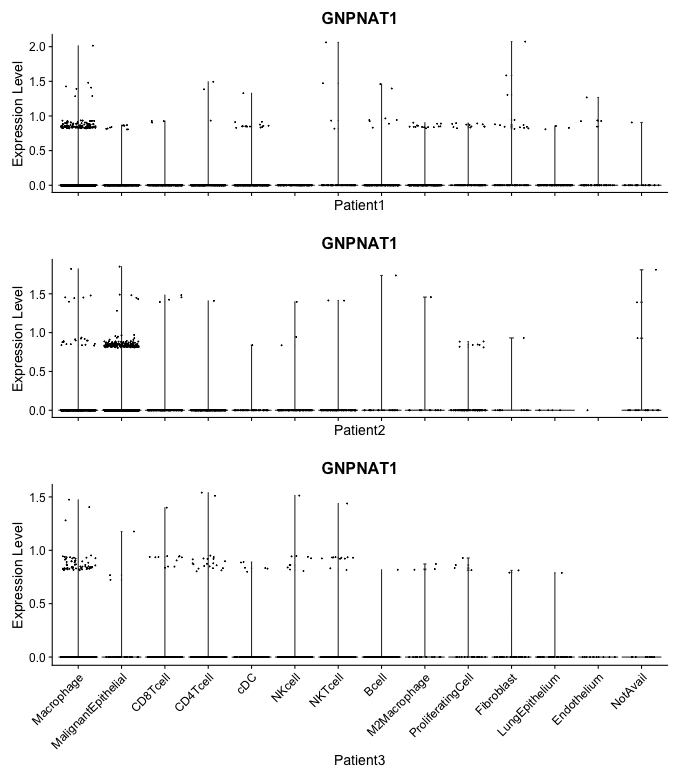 GNPNAT1
Expression Level
2.0
1.5
1.0
0.5
0.0
Patient1
GNPNAT1
Expression Level
1.5
1.0
0.5
0.0
Patient2
GNPNAT1
Expression Level
1.5
1.0
0.5
0.0
Macrophage
MalignantEpithelial
CD8Tcell
CD4Tcell
cDC
NKcell
NKTcell
Bcell
M2Macrophage
ProliferatingCell
Fibroblast
LungEpithelium
Endothelium
NotAvail
Patient3